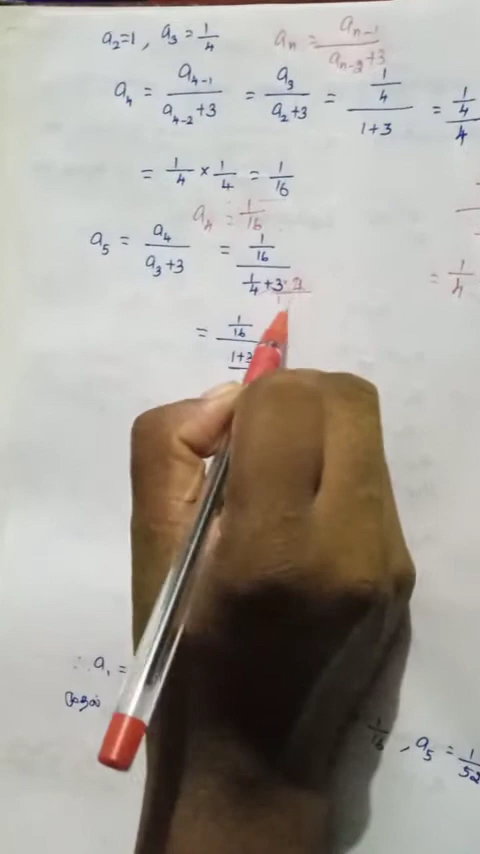 a₂=1, a₃=1/4 aₙ = aₙ₋₁/(aₙ₋₂+3)
a₄ = a₄₋₁/(a₄₋₂+3) = a₃/(a₂+3) = (1/4)/(1+3) = (1/4)/4
= 1/4 × 1/4 = 1/16
a₄ = 1/16
a₅ = a₄/(a₃+3) = (1/16)/(1/4+3)
= 1/4
= (1/16)/(1+3
∴ a₁ =
முதல்
1/16, a₅ = 1/52